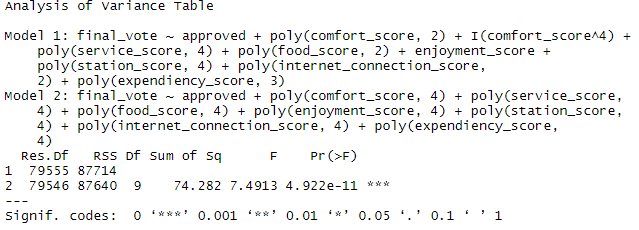 Analysis of Variance Table
Model 1: final_vote ~ approved + poly(comfort_score, 2) + I(comfort_score^4) +
    poly(service_score, 4) + poly(food_score, 2) + enjoyment_score +
    poly(station_score, 4) + poly(internet_connection_score,
    2) + poly(expendiency_score, 3)
Model 2: final_vote ~ approved + poly(comfort_score, 4) + poly(service_score,
    4) + poly(food_score, 4) + poly(enjoyment_score, 4) + poly(station_score,
    4) + poly(internet_connection_score, 4) + poly(expendiency_score,
    4)
  Res.Df   RSS Df Sum of Sq      F    Pr(>F)
1  79555 87714
2  79546 87640  9    74.282 7.4913 4.922e-11 ***
---
Signif. codes:  0 ‘***’ 0.001 ‘**’ 0.01 ‘*’ 0.05 ‘.’ 0.1 ‘ ’ 1